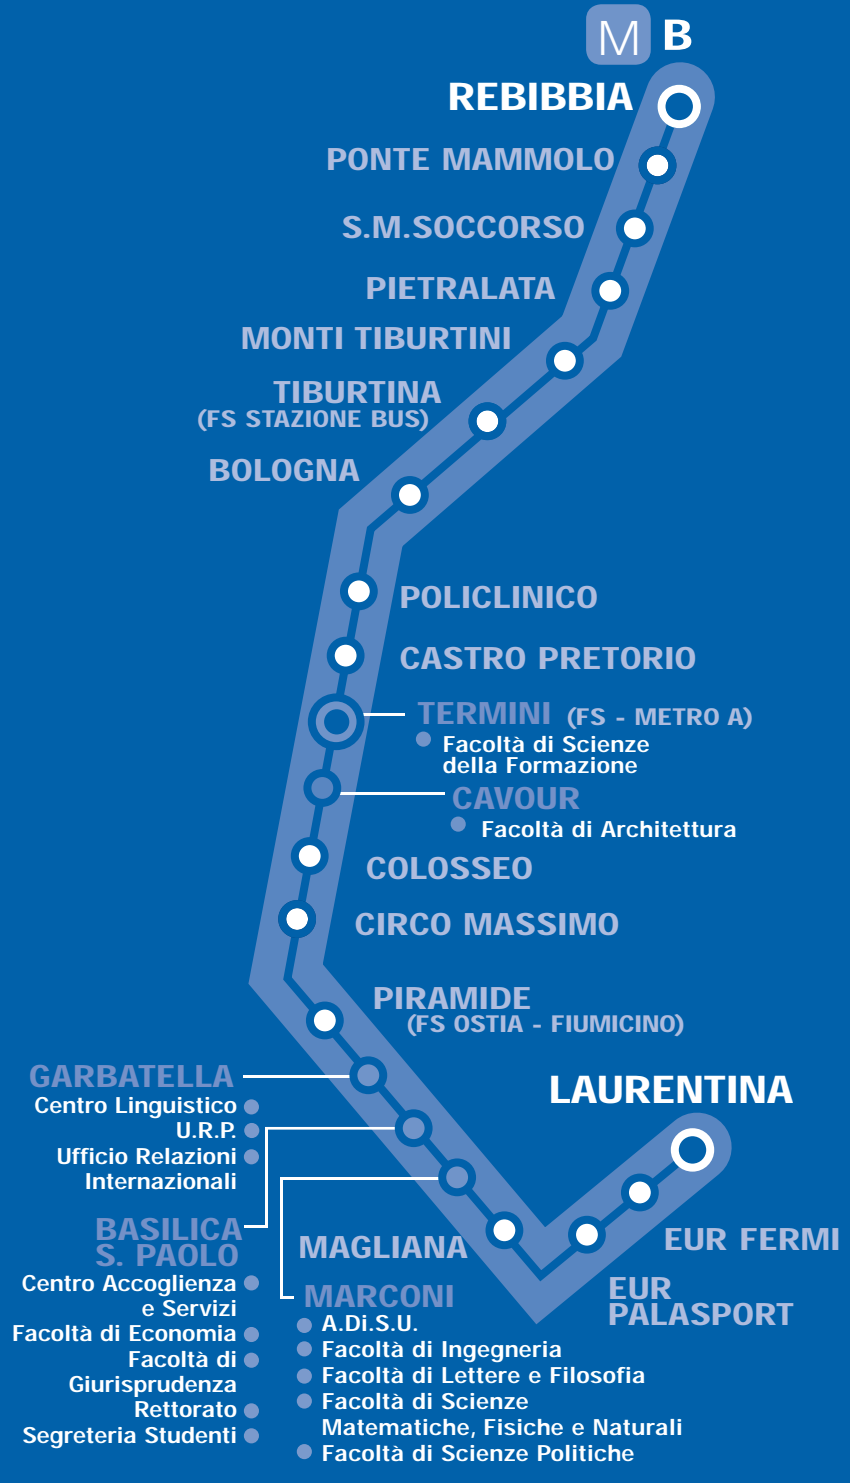 M B
REBIBBIA
PONTE MAMMOLO
S.M.SOCCORSO
PIETRALATA
MONTI TIBURTINI
TIBURTINA
(FS STAZIONE BUS)
BOLOGNA
POLICLINICO
CASTRO PRETORIO
TERMINI (FS - METRO A)
Facoltà di Scienze
della Formazione
CAVOUR
Facoltà di Architettura
COLOSSEO
CIRCO MASSIMO
PIRAMIDE
(FS OSTIA - FIUMICINO)
GARBATELLA
Centro Linguistico
U.R.P.
Ufficio Relazioni
Internazionali
BASILICA
S. PAOLO
Centro Accoglienza
e Servizi
Facoltà di Economia
Facoltà di
Giurisprudenza
Rettorato
Segreteria Studenti
MARCONI
A.Di.S.U.
Facoltà di Ingegneria
Facoltà di Lettere e Filosofia
Facoltà di Scienze
Matematiche, Fisiche e Naturali
Facoltà di Scienze Politiche
MAGLIANA
EUR
PALASPORT
EUR FERMI
LAURENTINA